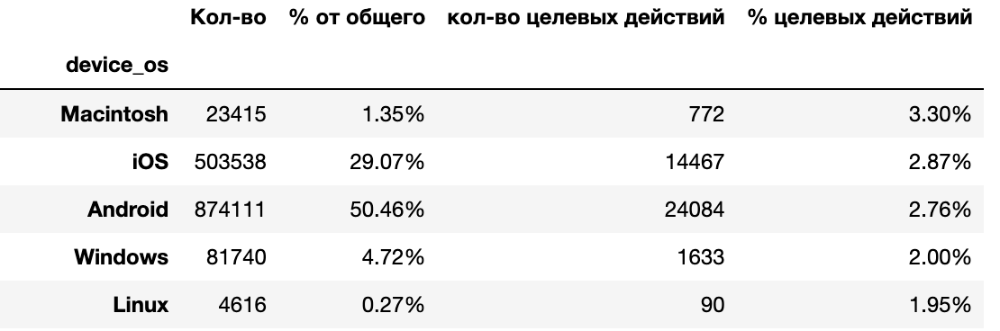 Кол-во % от общего кол-во целевых действий % целевых действий
device_os
Macintosh 23415 1.35% 772 3.30%
iOS 503538 29.07% 14467 2.87%
Android 874111 50.46% 24084 2.76%
Windows 81740 4.72% 1633 2.00%
Linux 4616 0.27% 90 1.95%